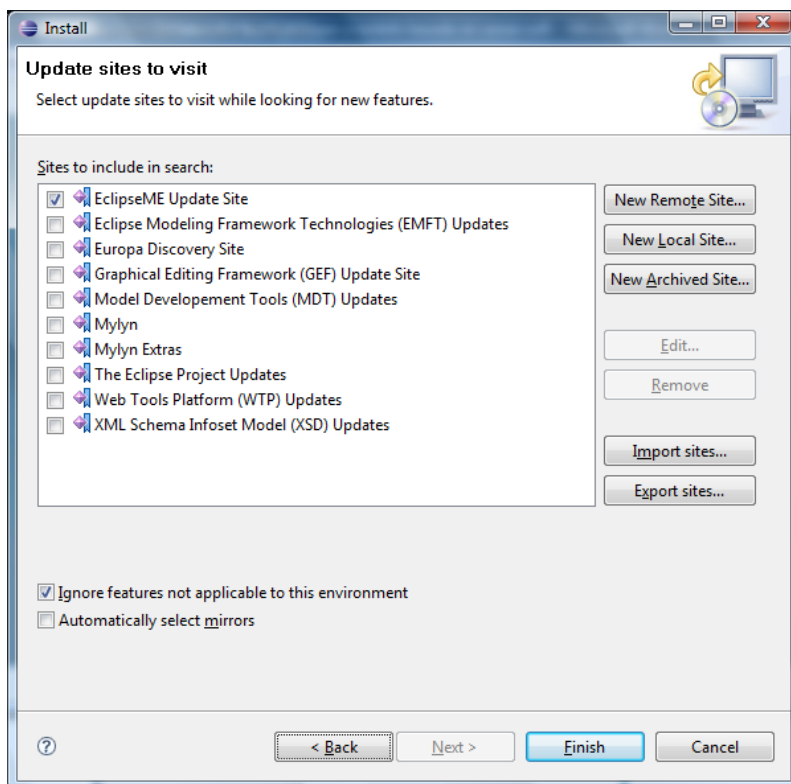 Install
Update sites to visit
Select update sites to visit while looking for new features.
Sites to include in search:
EclipseME Update Site
Eclipse Modeling Framework Technologies (EMFT) Updates
Europa Discovery Site
Graphical Editing Framework (GEF) Update Site
Model Developement Tools (MDT) Updates
Mylyn
Mylyn Extras
The Eclipse Project Updates
Web Tools Platform (WTP) Updates
XML Schema Infoset Model (XSD) Updates
New Remote Site...
New Local Site...
New Archived Site...
Edit...
Remove
Import sites...
Export sites...
Ignore features not applicable to this environment
Automatically select mirrors
?
< Back
Next >
Finish
Cancel